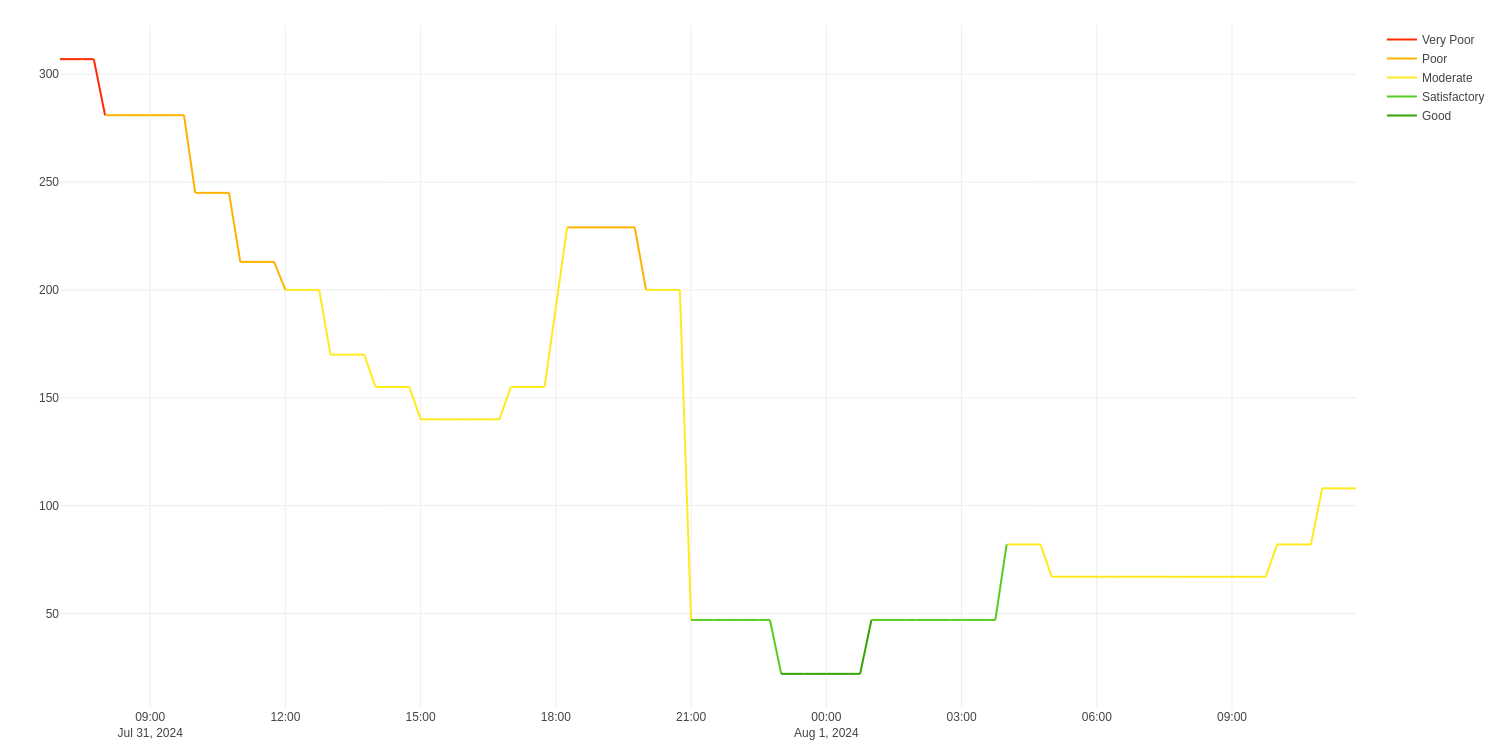 300
250
200
150
100
50
09:00
Jul 31, 2024
12:00
15:00
18:00
21:00
00:00
Aug 1, 2024
03:00
06:00
09:00
Very Poor
Poor
Moderate
Satisfactory
Good